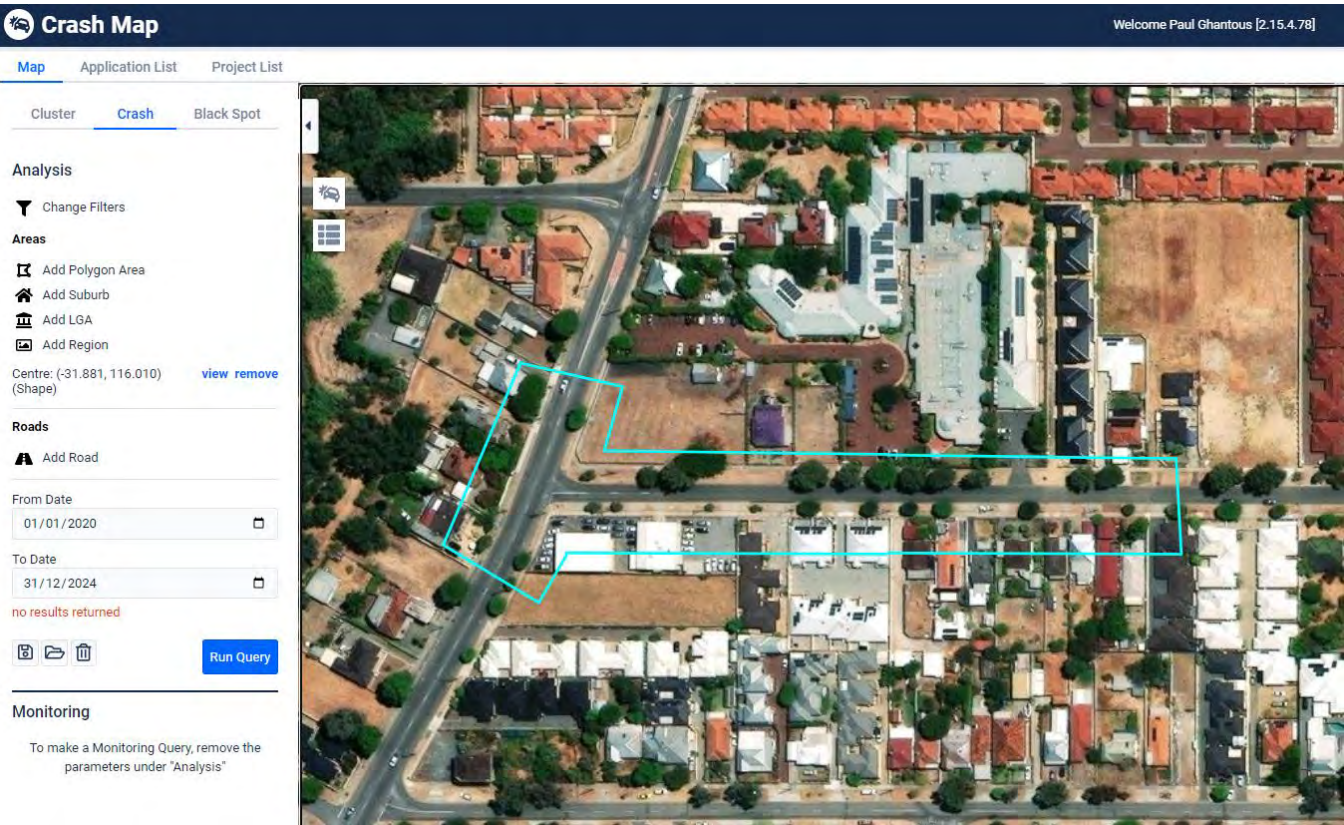 Crash Map
Welcome Paul Ghantous [2.15.4.78]
Map Application List Project List
Cluster Crash Black Spot
Analysis
Change Filters
Areas
Add Polygon Area
Add Suburb
Add LGA
Add Region
Centre: (-31.881, 116.010) view remove
(Shape)
Roads
Add Road
From Date
01/01/2020
To Date
31/12/2024
no results returned
Run Query
Monitoring
To make a Monitoring Query, remove the
parameters under "Analysis"